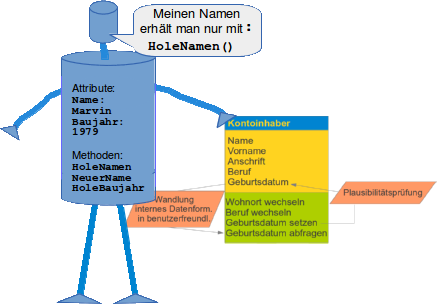 Meinen Namen
erhält man nur mit:
HoleNamen()
Attribute:
Name:
Marvin
Baujahr:
1979
Methoden:
HoleNamen
NeuerName
HoleBaujahr
Kontoinhaber
Name
Vorname
Anschrift
Beruf
Geburtsdatum
Wohnort wechseln
Beruf wechseln
Geburtsdatum setzen
Geburtsdatum abfragen
Wandlung
internes Datenform.
in benutzerfreundl.
Plausibilitätsprüfung